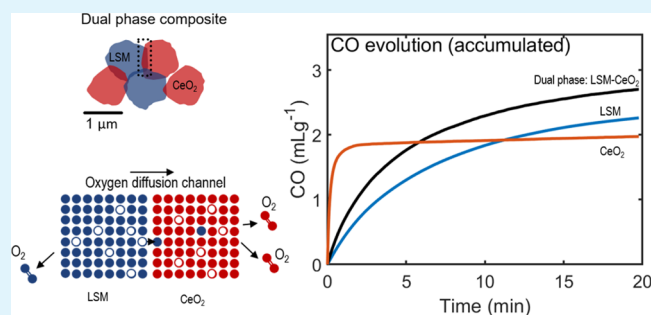 Dual phase composite
LSM
CeO₂
1 µm
Oxygen diffusion channel
O₂
O₂
O₂
LSM
CeO₂
CO evolution (accumulated)
Dual phase: LSM-CeO₂
LSM
CeO₂
CO (mLg⁻¹)
3
2
1
0
0
5
10
15
20
Time (min)